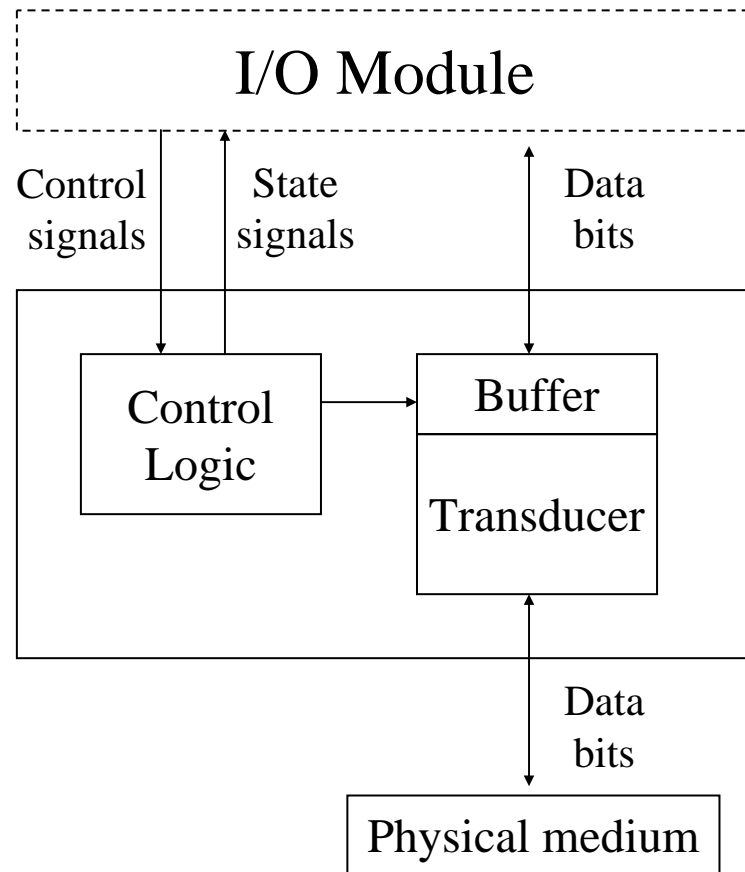 I/O Module
Control
signals
State
signals
Data
bits
Control
Logic
Buffer
Transducer
Data
bits
Physical medium